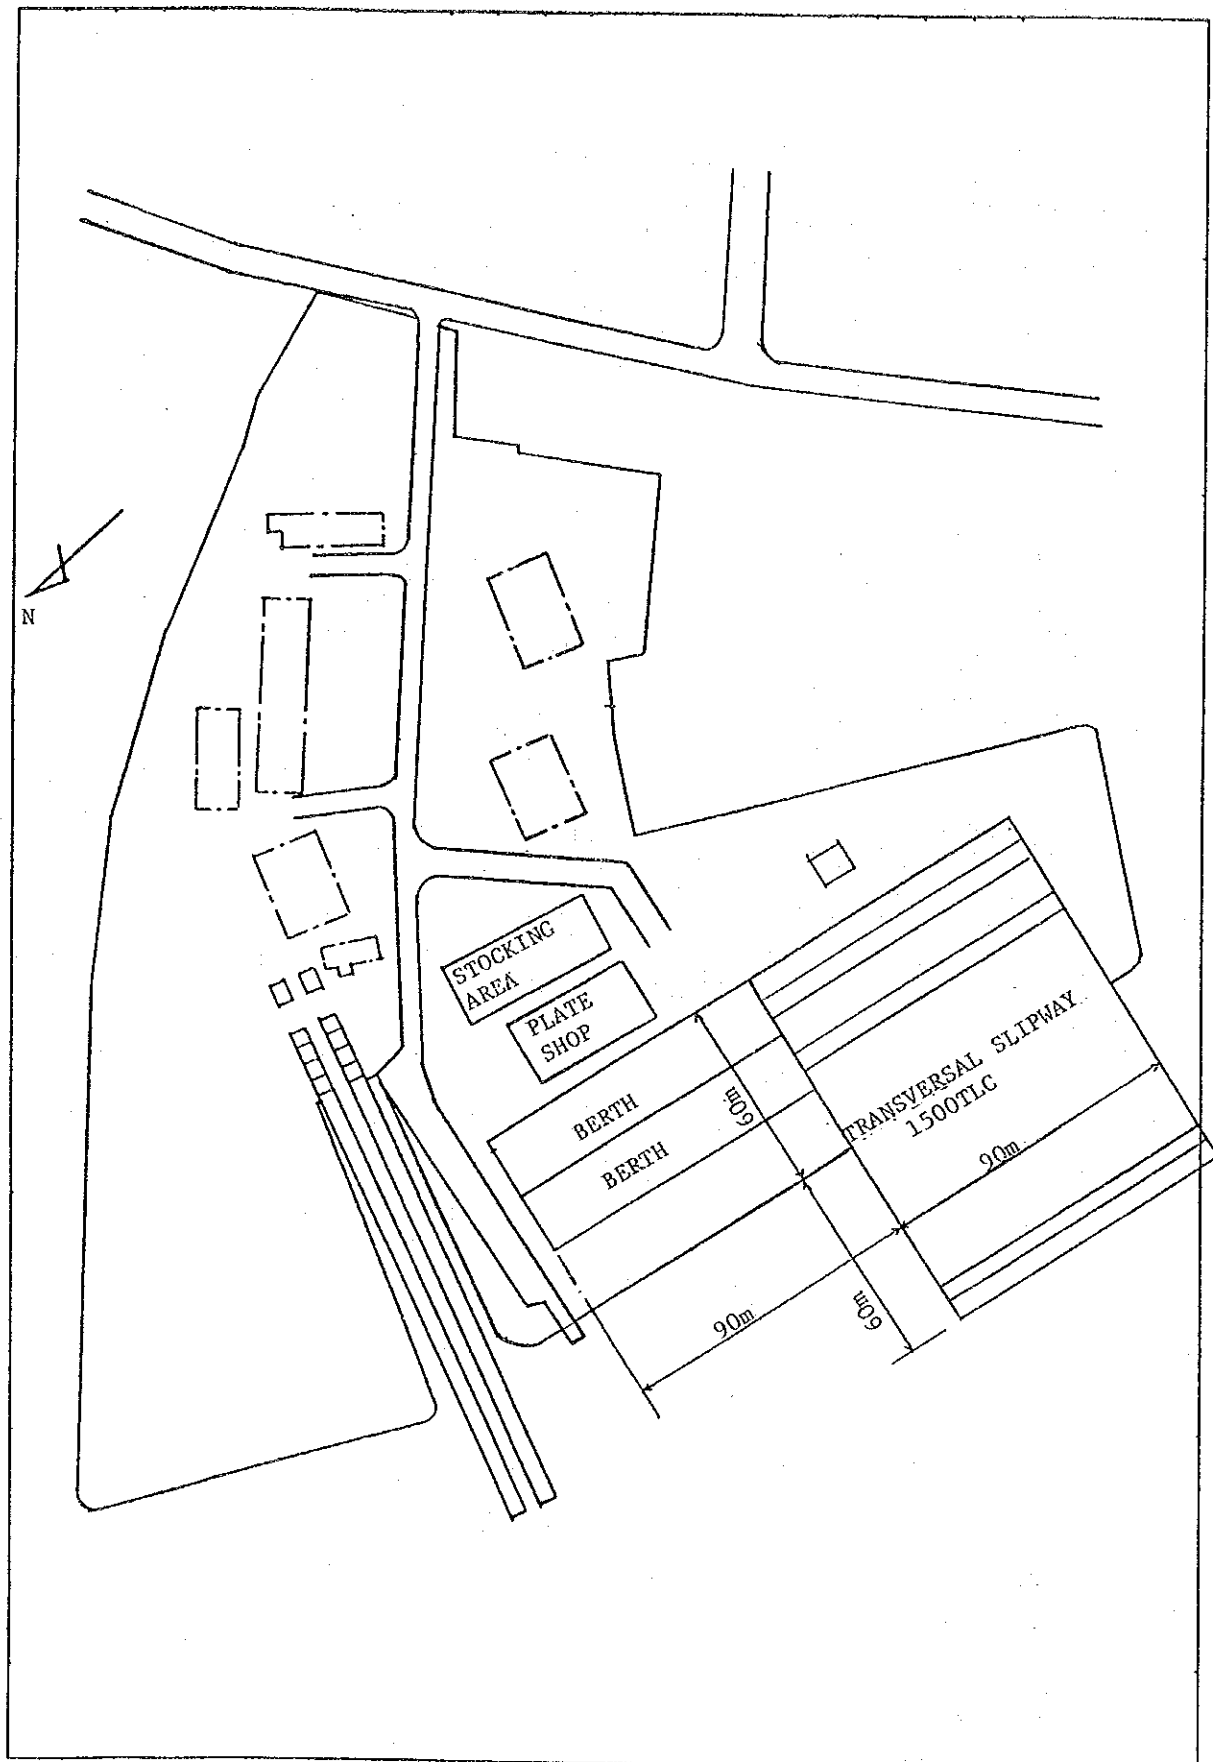 N
STOCKING
AREA
PLATE
SHOP
BERTH
BERTH
60m
TRANSVERSAL SLIPWAY
1500TLC
90m
90m
60m